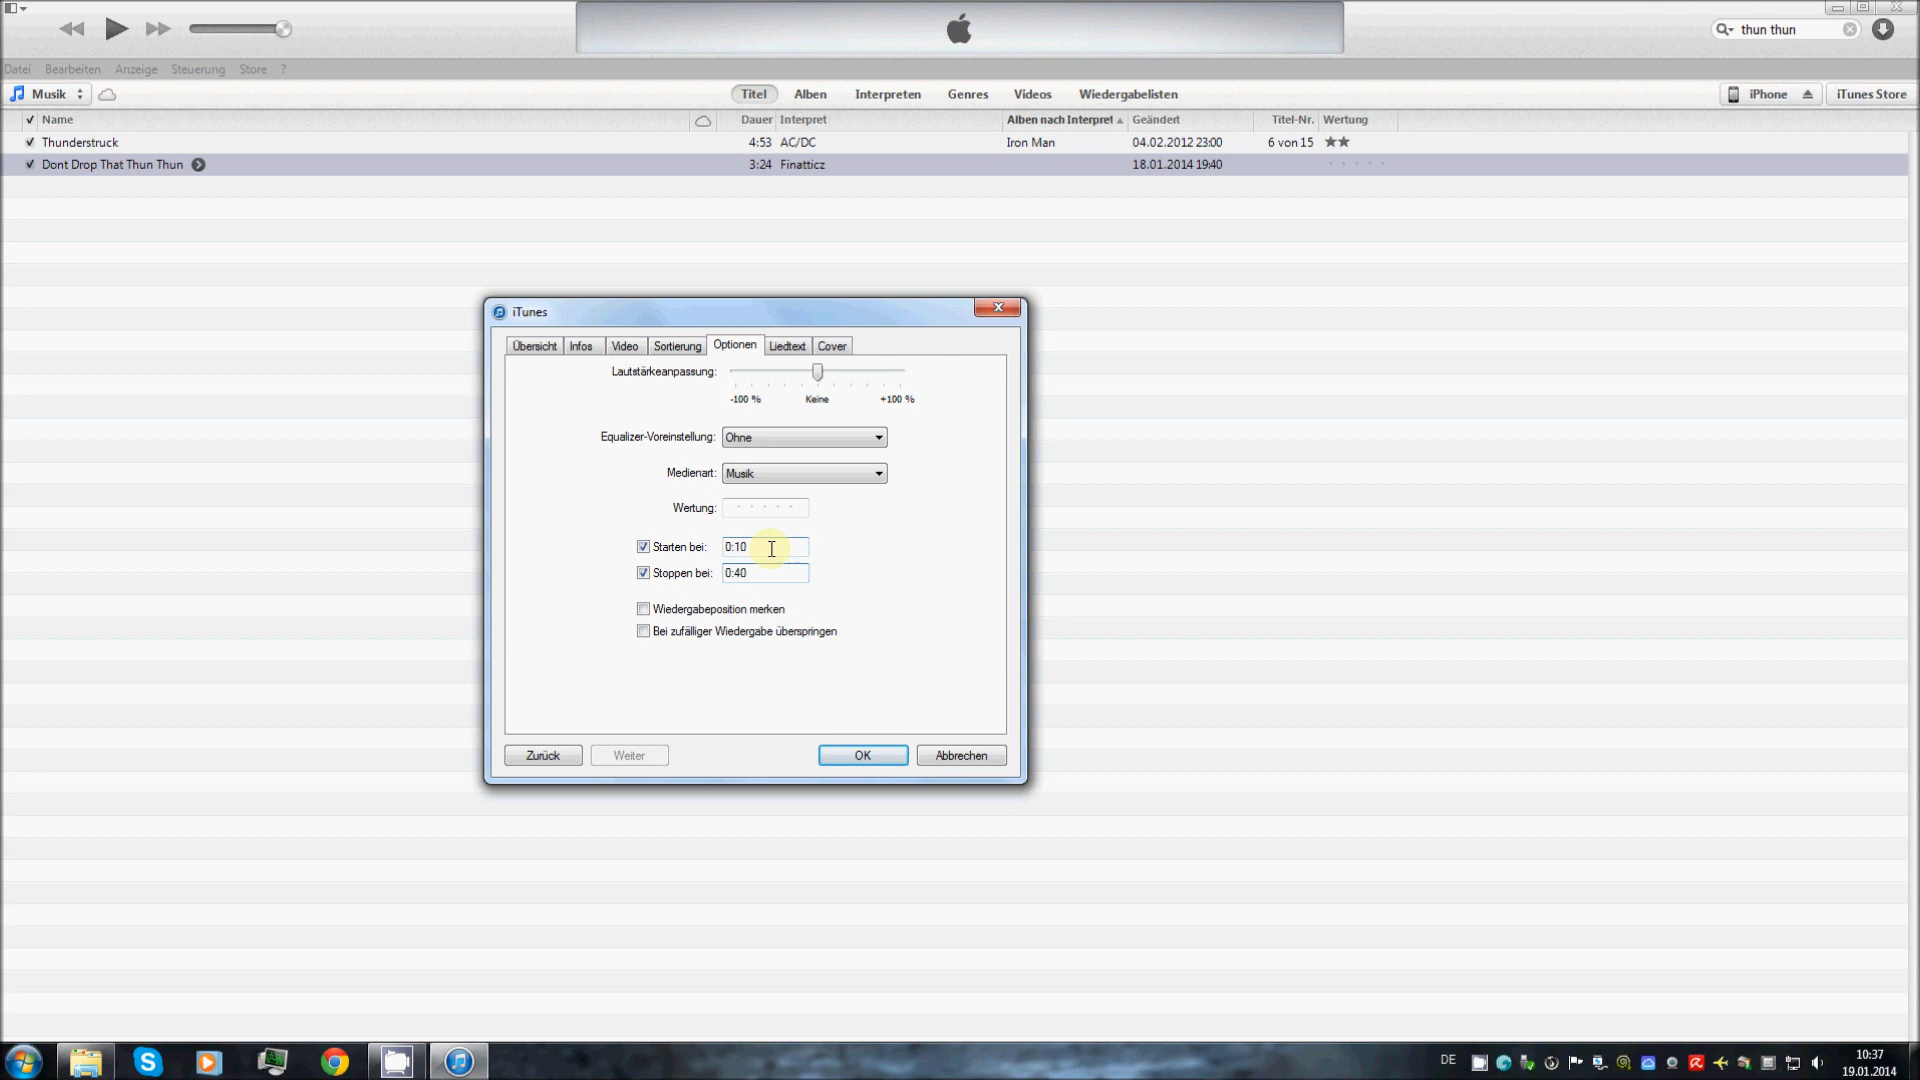 thun thun
Datei Bearbeiten Anzeige Steuerung Store ?
Musik Titel Alben Interpreten Genres Videos Wiedergabelisten iPhone iTunes Store
Name Dauer Interpret Alben nach Interpret Geändert Titel-Nr. Wertung
Thunderstruck 4:53 AC/DC Iron Man 04.02.2012 23:00 6 von 15 ★★
Dont Drop That Thun Thun 3:24 Finatticz 18.01.2014 19:40
iTunes
Übersicht Infos Video Sortierung Optionen Liedtext Cover
Lautstärkeanpassung:
-100 % Keine +100 %
Equalizer-Voreinstellung: Ohne
Medienart: Musik
Wertung:
Starten bei: 0:10
Stoppen bei: 0:40
Wiedergabeposition merken
Bei zufälliger Wiedergabe überspringen
Zurück Weiter OK Abbrechen
DE 10:37
19.01.2014